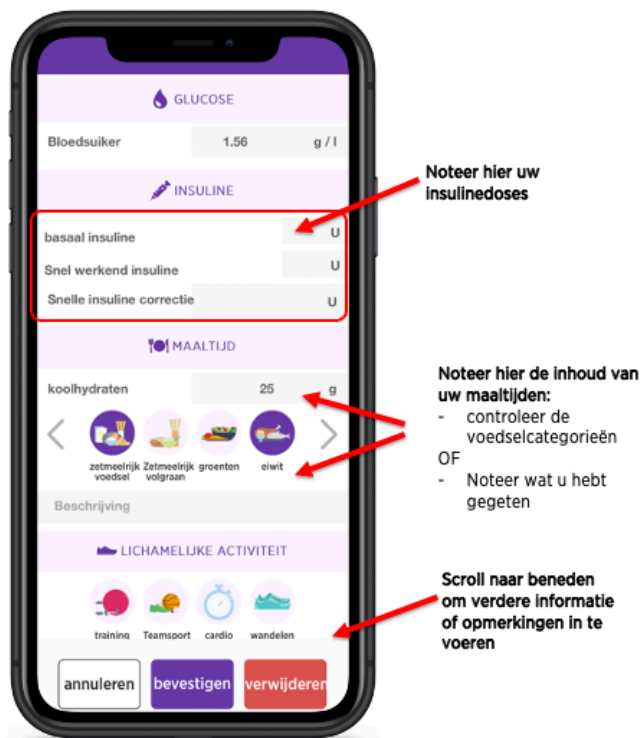 GLUCOSE
Bloedsuiker 1.56 g / l
INSULINE
basaal insuline U
Snel werkend insuline U
Snelle insuline correctie U
MAALTIJD
koolhydraten 25 g
zetmeelrijk voedsel
Zetmeelrijk volgraan
groenten
eiwit
Beschrijving
LICHAMELIJKE ACTIVITEIT
training Teamsport cardio wandelen
annuleren bevestigen verwijderen
Noteer hier uw
insulinedoses
Noteer hier de inhoud van
uw maaltijden:
- controleer de
voedselcategorieën
OF
- Noteer wat u hebt
gegeten
Scroll naar beneden
om verdere informatie
of opmerkingen in te
voeren